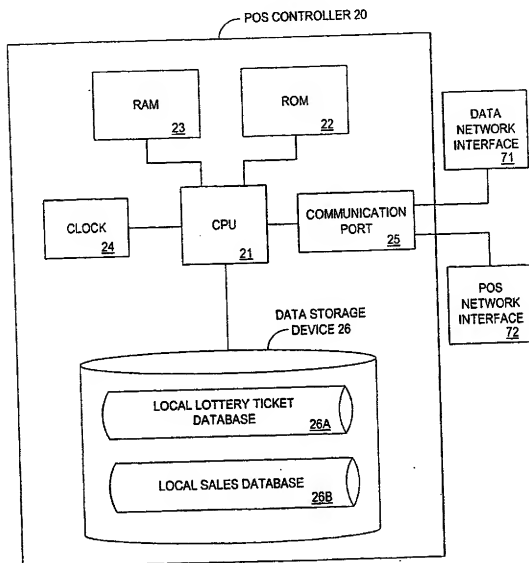 POS CONTROLLER 20
RAM
23
ROM
22
DATA
NETWORK
INTERFACE
71
CLOCK
24
CPU
21
COMMUNICATION
PORT
25
POS
NETWORK
INTERFACE
72
DATA STORAGE
DEVICE 26
LOCAL LOTTERY TICKET
DATABASE
26A
LOCAL SALES DATABASE
26B